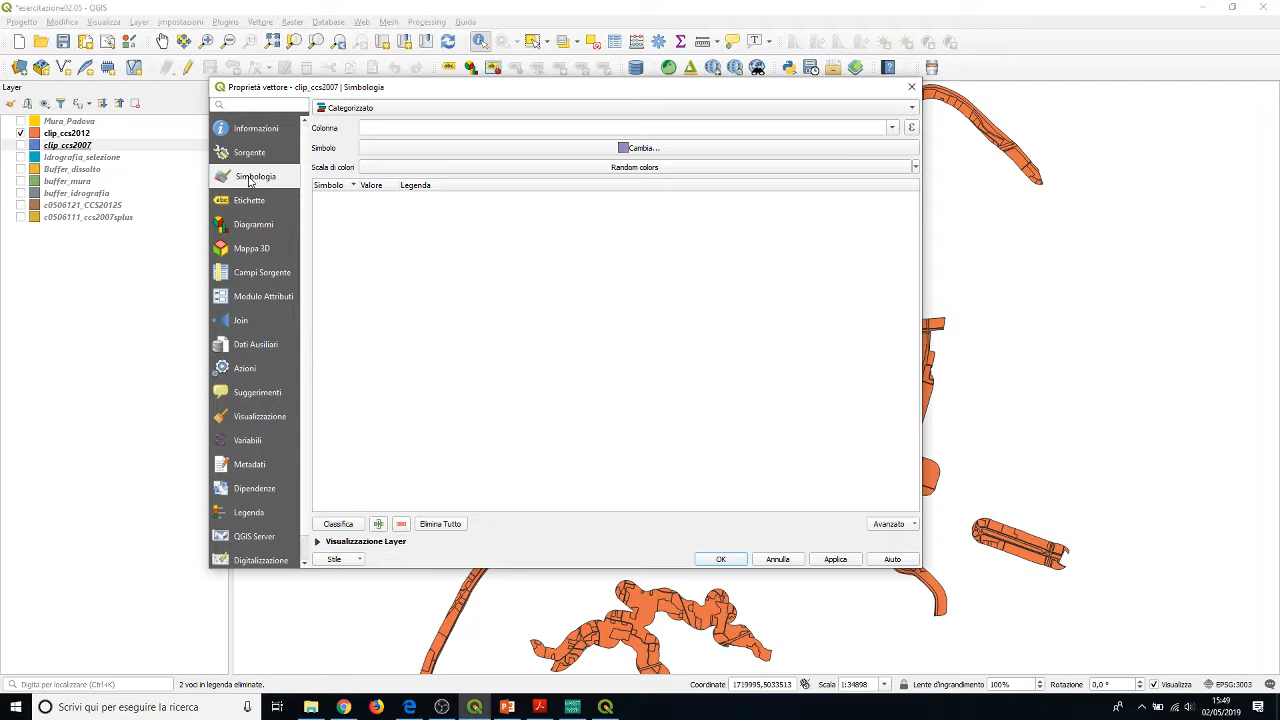 *esercitazione02.05 — QGIS
Progetto Modifica Visualizza Layer Impostazioni Plugins Vettore Raster Database Web Mesh Processing Guida
Layer
Mura_Padova
clip_ccs2012
clip_ccs2007
Idrografia_selezione
Buffer_dissolto
buffer_mura
buffer_idrografia
c0506121_CCS2012S
c0506111_ccs2007splus
Proprietà vettore - clip_ccs2007 | Simbologia
Informazioni
Sorgente
Simbologia
Etichette
Diagrammi
Mappa 3D
Campi Sorgente
Modulo Attributi
Join
Dati Ausiliari
Azioni
Suggerimenti
Visualizzazione
Variabili
Metadati
Dipendenze
Legenda
QGIS Server
Digitalizzazione
Categorizzato
Colonna
Simbolo Cambia...
Scala di colori Random colors
Simbolo Valore Legenda
Classifica Elimina Tutto Avanzato
Visualizzazione Layer
Stile OK Annulla Applica Aiuto
Digita per localizzare (Ctrl+K) 2 voci in legenda eliminate. Coordinate 1719995,5033513 Scala 1:34898 Lente d'ingrandimento 100% Rotazione 0,0 ° Visualizza EPSG:3003
Scrivi qui per eseguire la ricerca
15:49
02/05/2019